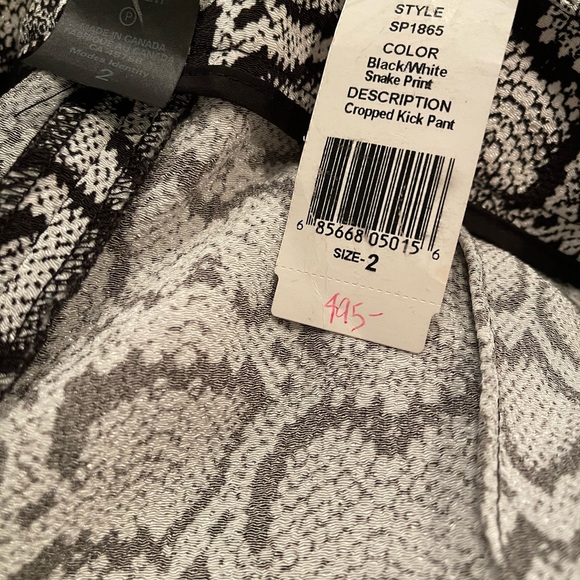 STYLE
SP1865
COLOR
Black/White
Snake Print
DESCRIPTION
Cropped Kick Pant
6 85668 05015 6
SIZE- 2
495-
P
MADE IN CANADA
2